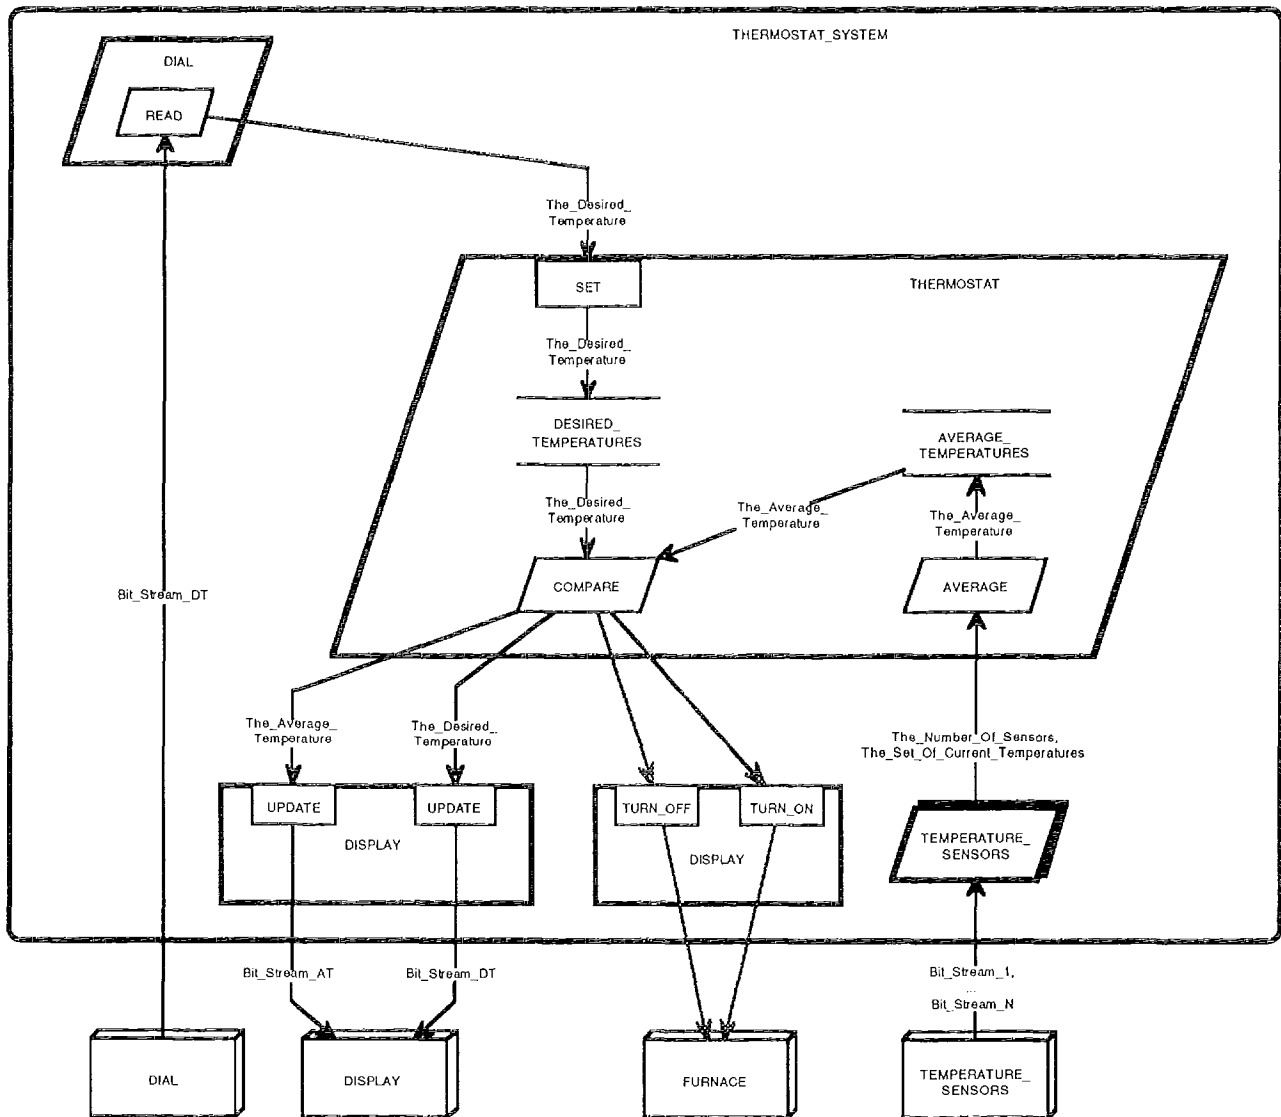 THERMOSTAT_SYSTEM
DIAL
READ
The_Desired_
Temperature
SET
THERMOSTAT
The_Desired_
Temperature
DESIRED_
TEMPERATURES
AVERAGE_
TEMPERATURES
The_Desired_
Temperature
The_Average_
Temperature
The_Average_
Temperature
COMPARE
AVERAGE
Bit_Stream_DT
The_Average_
Temperature
The_Desired_
Temperature
The_Number_Of_Sensors,
The_Set_Of_Current_Temperatures
UPDATE
UPDATE
DISPLAY
TURN_OFF
TURN_ON
DISPLAY
TEMPERATURE_
SENSORS
Bit_Stream_AT
Bit_Stream_DT
Bit_Stream_1,
...
Bit_Stream_N
DIAL
DISPLAY
FURNACE
TEMPERATURE_
SENSORS